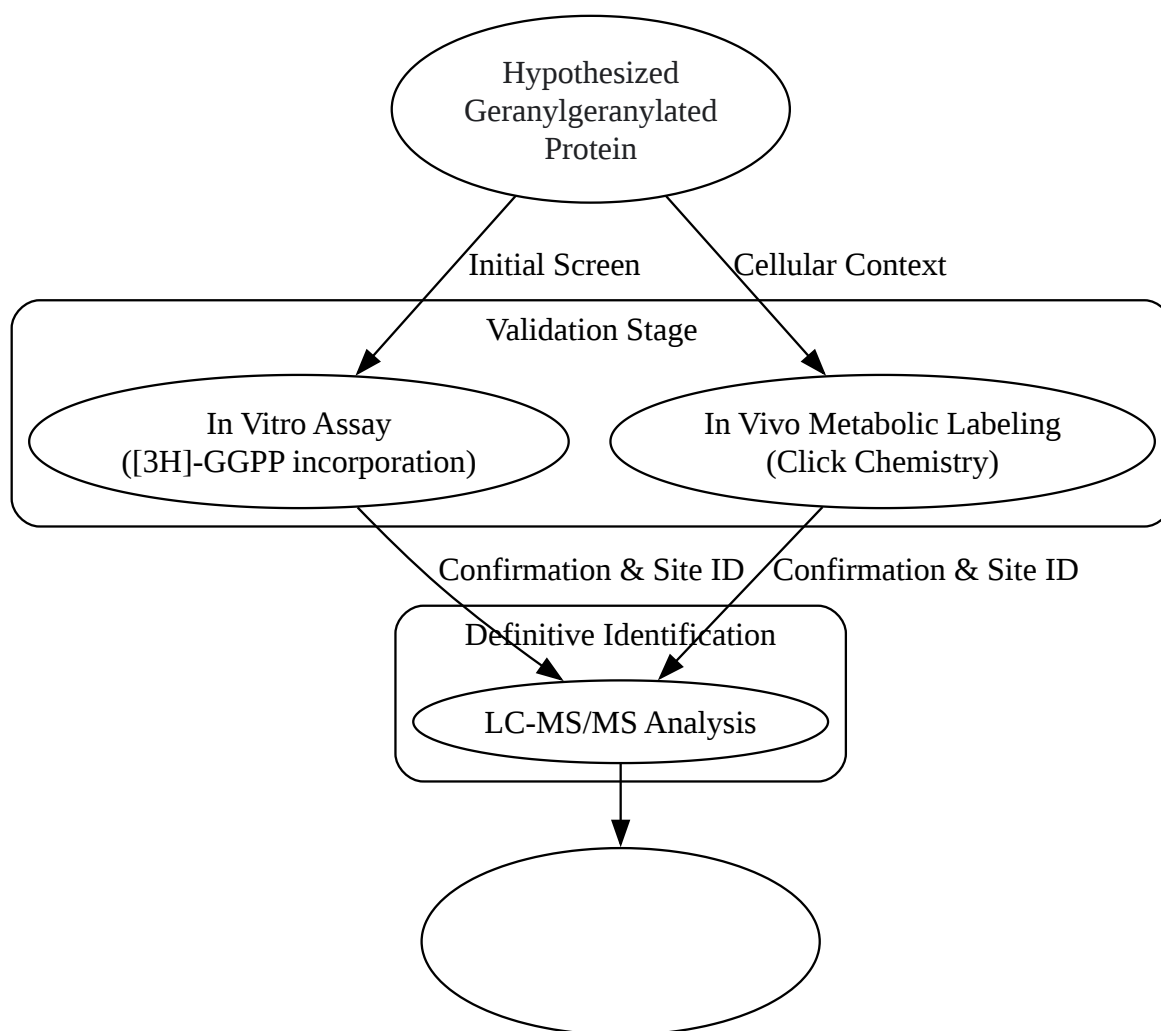 Hypothesized
Geranylgeranylated
Protein
Initial Screen
Cellular Context
Validation Stage
In Vitro Assay
([3H]-GGPP incorporation)
In Vivo Metabolic Labeling
(Click Chemistry)
Confirmation & Site ID
Confirmation & Site ID
Definitive Identification
LC-MS/MS Analysis